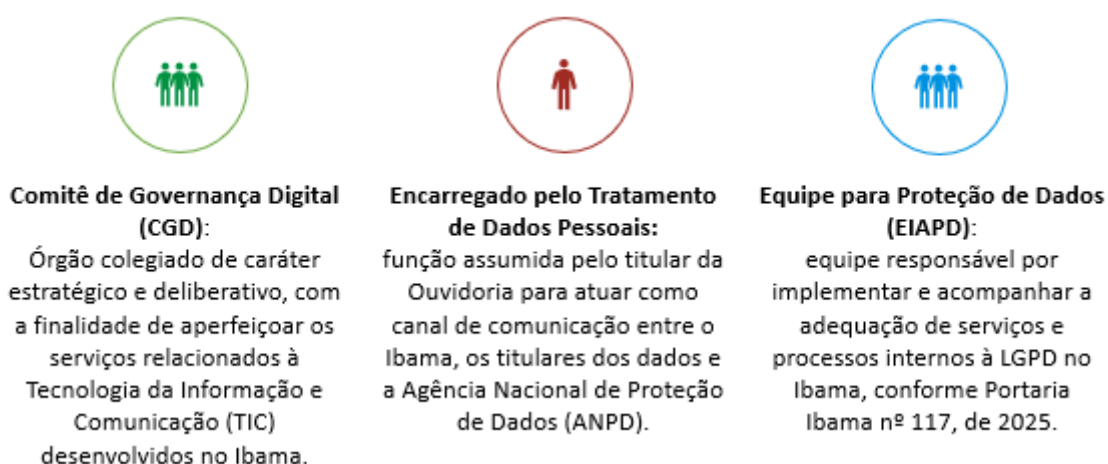 Comitê de Governança Digital
(CGD):
Órgão colegiado de caráter
estratégico e deliberativo, com
a finalidade de aperfeiçoar os
serviços relacionados à
Tecnologia da Informação e
Comunicação (TIC)
desenvolvidos no Ibama.
Encarregado pelo Tratamento
de Dados Pessoais:
função assumida pelo titular da
Ouvidoria para atuar como
canal de comunicação entre o
Ibama, os titulares dos dados e
a Agência Nacional de Proteção
de Dados (ANPD).
Equipe para Proteção de Dados
(EIAPD):
equipe responsável por
implementar e acompanhar a
adequação de serviços e
processos internos à LGPD no
Ibama, conforme Portaria
Ibama nº 117, de 2025.